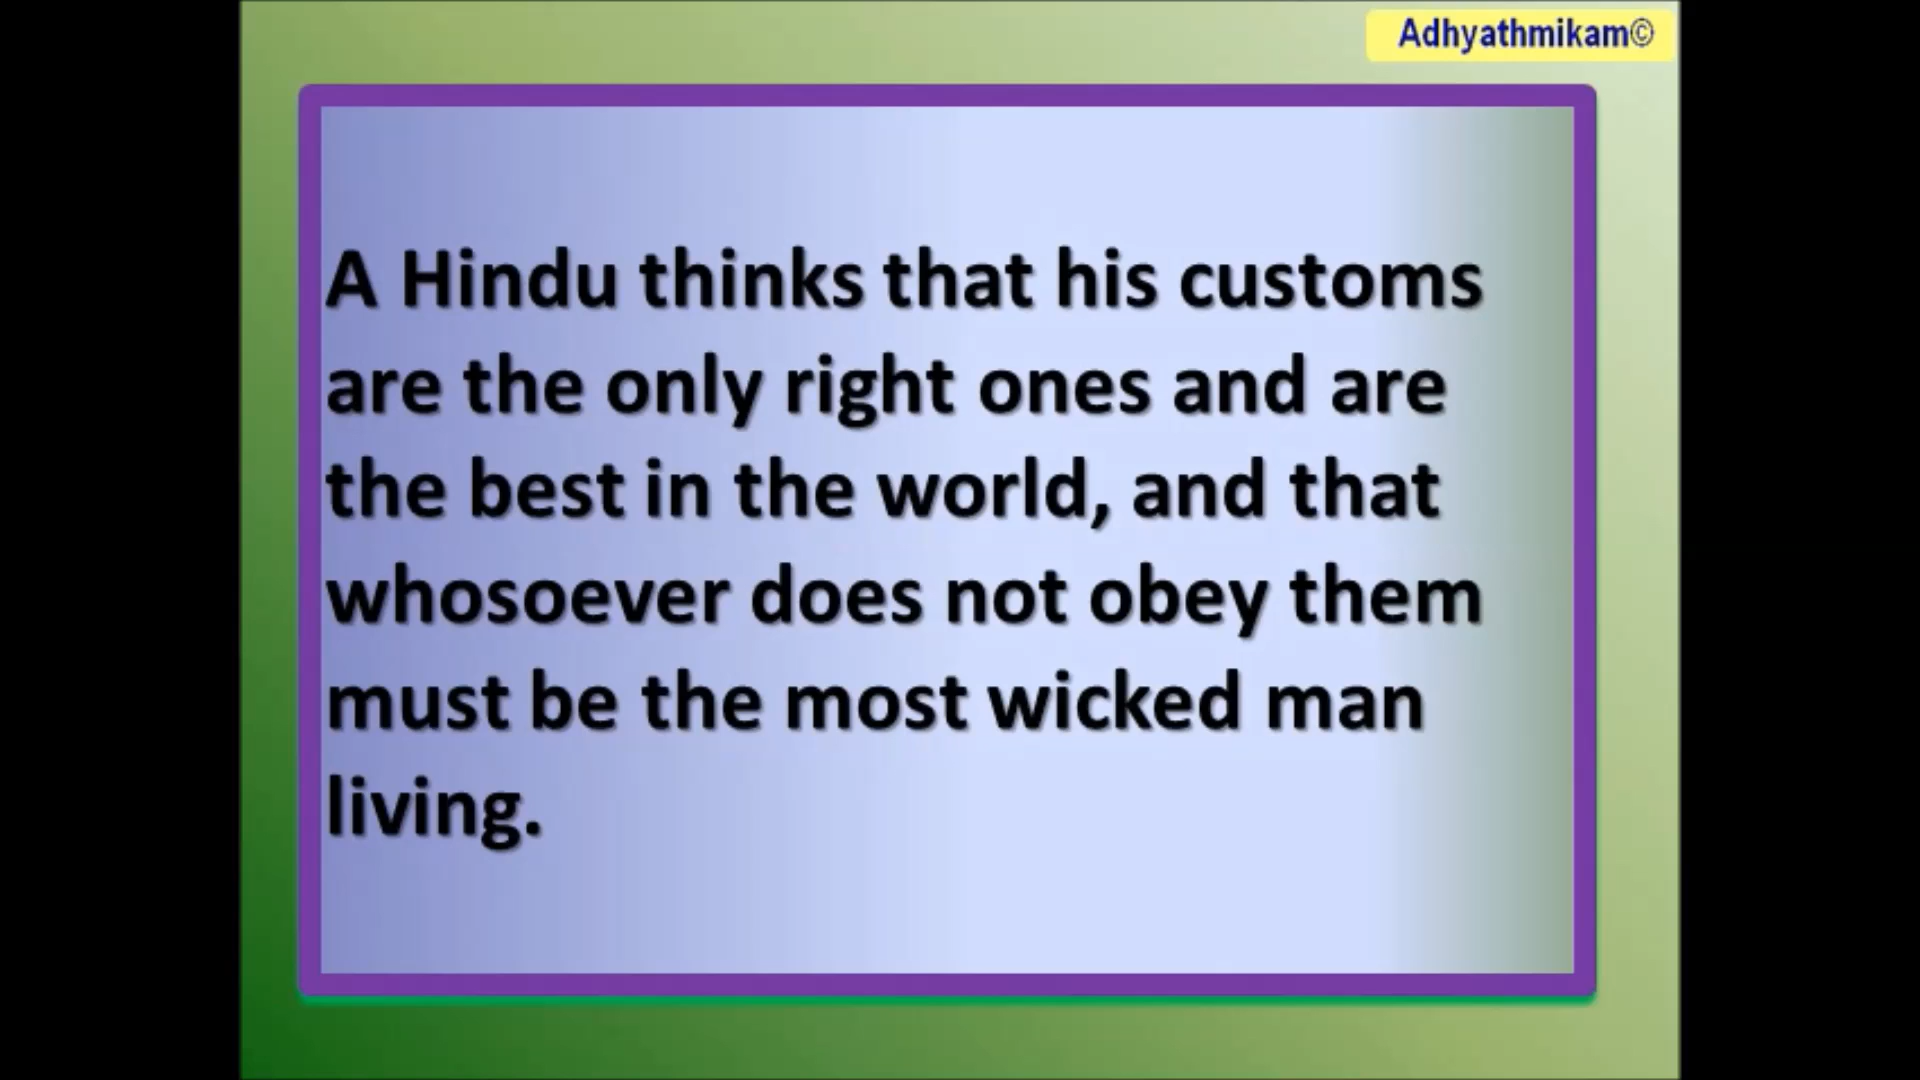 Adhyathmikam©
A Hindu thinks that his customs
are the only right ones and are
the best in the world, and that
whosoever does not obey them
must be the most wicked man
living.